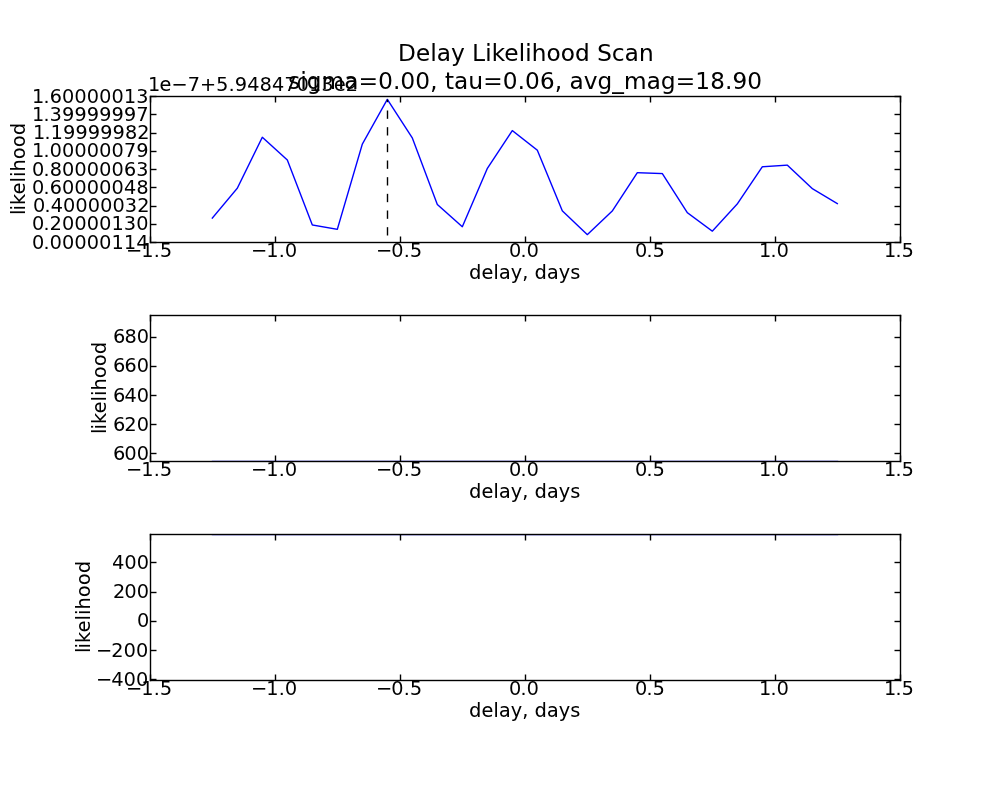 Delay Likelihood Scan
sigma=0.00, tau=0.06, avg_mag=18.90
1.60000013
1.39999997
1.19999982
1.00000079
0.80000063
0.60000048
0.40000032
0.20000130
0.00000114
likelihood
−1.5 −1.0 −0.5 0.0 0.5 1.0 1.5
delay, days
680
660
640
620
600
likelihood
−1.5 −1.0 −0.5 0.0 0.5 1.0 1.5
delay, days
400
200
0
−200
−400
likelihood
−1.5 −1.0 −0.5 0.0 0.5 1.0 1.5
delay, days